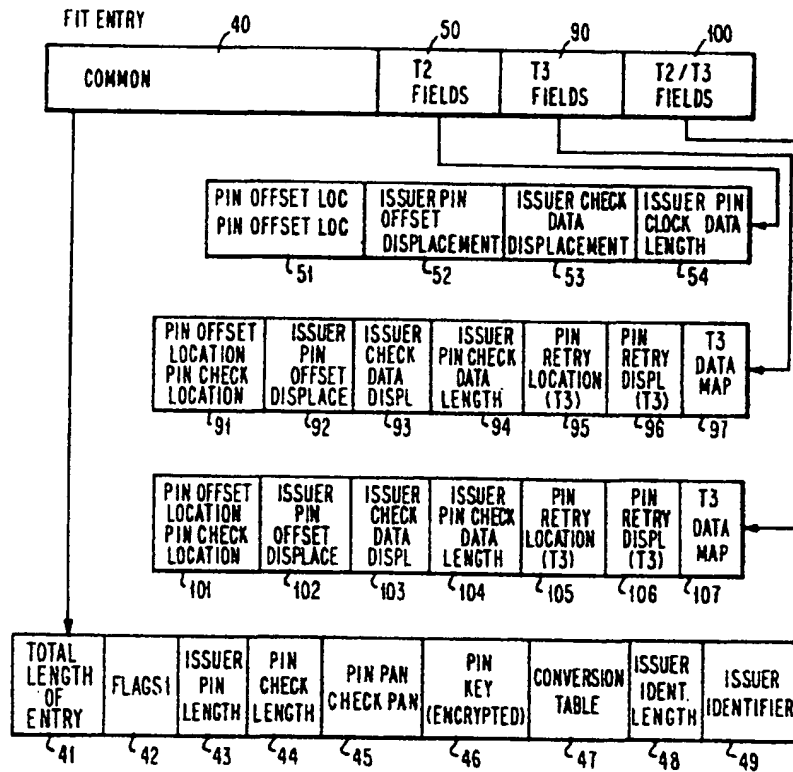 FIT ENTRY
40
50
90
100
COMMON
T2
FIELDS
T3
FIELDS
T2/T3
FIELDS
PIN OFFSET LOC
PIN OFFSET LOC
ISSUER PIN
OFFSET
DISPLACEMENT
ISSUER CHECK
DATA
DISPLACEMENT
ISSUER PIN
CLOCK DATA
LENGTH
51
52
53
54
PIN OFFSET
LOCATION
PIN CHECK
LOCATION
ISSUER
PIN
OFFSET
DISPLACE
ISSUER
CHECK
DATA
DISPL
ISSUER
PIN CHECK
DATA
LENGTH
PIN
RETRY
LOCATION
(T3)
PIN
RETRY
DISPL
(T3)
T3
DATA
MAP
91
92
93
94
95
96
97
PIN OFFSET
LOCATION
PIN CHECK
LOCATION
ISSUER
PIN
OFFSET
DISPLACE
ISSUER
CHECK
DATA
DISPL
ISSUER
PIN CHECK
DATA
LENGTH
PIN
RETRY
LOCATION
(T3)
PIN
RETRY
DISPL
(T3)
T3
DATA
MAP
101
102
103
104
105
106
107
TOTAL
LENGTH
OF
ENTRY
FLAGS1
ISSUER
PIN
LENGTH
PIN
CHECK
LENGTH
PIN PAN
CHECK PAN
PIN
KEY
(ENCRYPTED)
CONVERSION
TABLE
ISSUER
IDENT.
LENGTH
ISSUER
IDENTIFIER
41
42
43
44
45
46
47
48
49